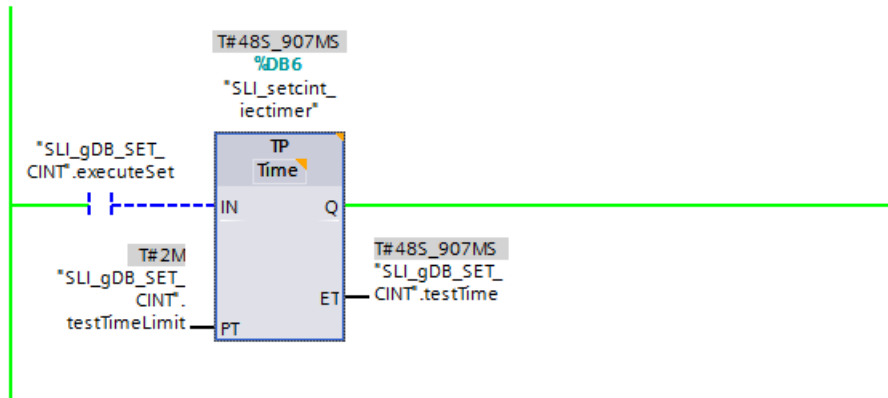 T#48S_907MS
%DB6
"SLI_setcint_
iectimer"
"SLI_gDB_SET_
CINT".executeSet
TP
Time
IN
Q
T#2M
"SLI_gDB_SET_
CINT".
testTimeLimit
PT
T#48S_907MS
"SLI_gDB_SET_
CINT".testTime
ET